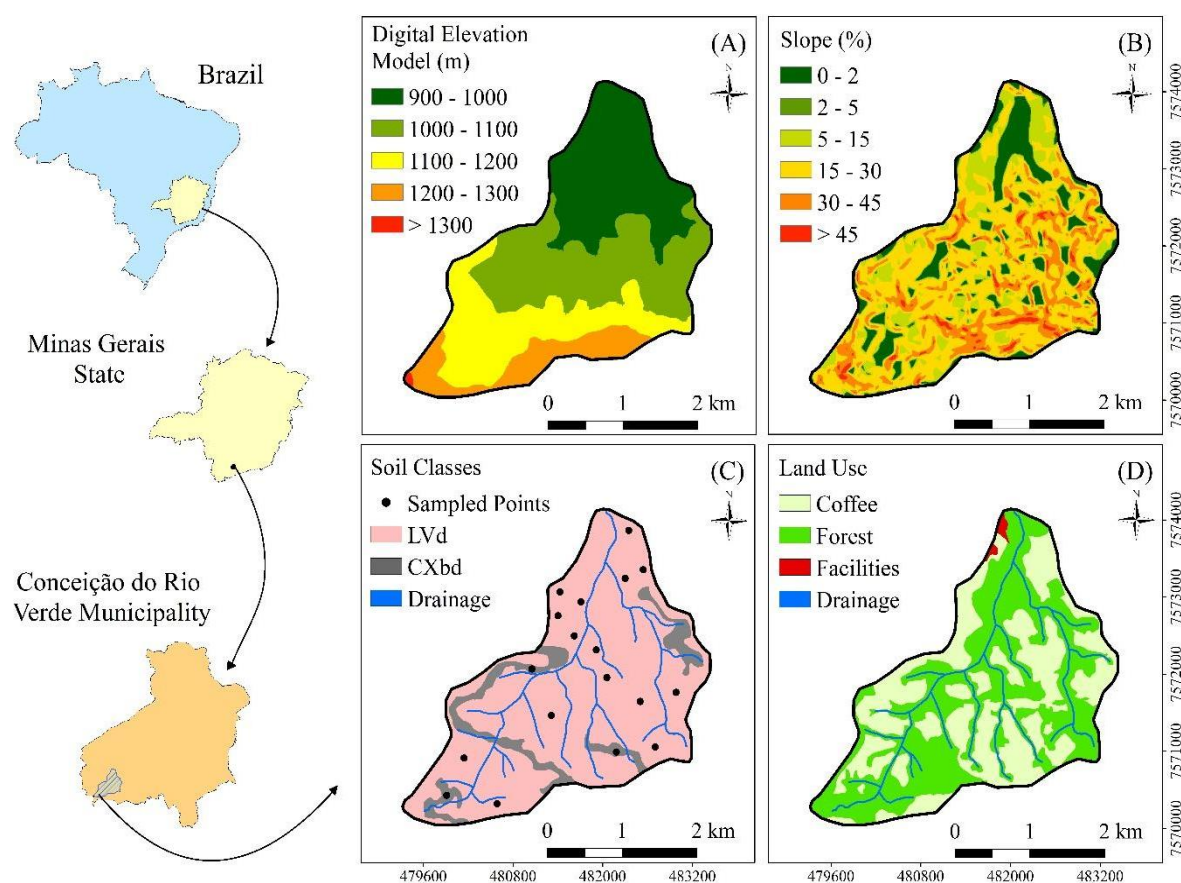 Brazil
Minas Gerais
State
Conceição do Rio
Verde Municipality
Digital Elevation
Model (m)
(A)
900 - 1000
1000 - 1100
1100 - 1200
1200 - 1300
> 1300
N
0 1 2 km
Slope (%)
(B)
0 - 2
2 - 5
5 - 15
15 - 30
30 - 45
> 45
N
0 1 2 km
7574000
7573000
7572000
7571000
7570000
Soil Classes
(C)
Sampled Points
LVd
CXbd
Drainage
N
0 1 2 km
479600 480800 482000 483200
Land Use
(D)
Coffee
Forest
Facilities
Drainage
N
0 1 2 km
7574000
7573000
7572000
7571000
7570000
479600 480800 482000 483200